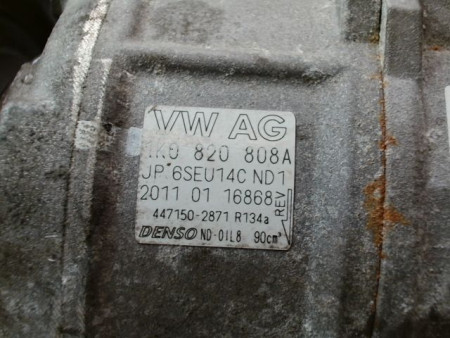 VW AG
1K0 820 808A
JP*6SEU14C ND1
2011 01 16868
REV
447150-2871 R134a
DENSO ND-OIL8 90cm³